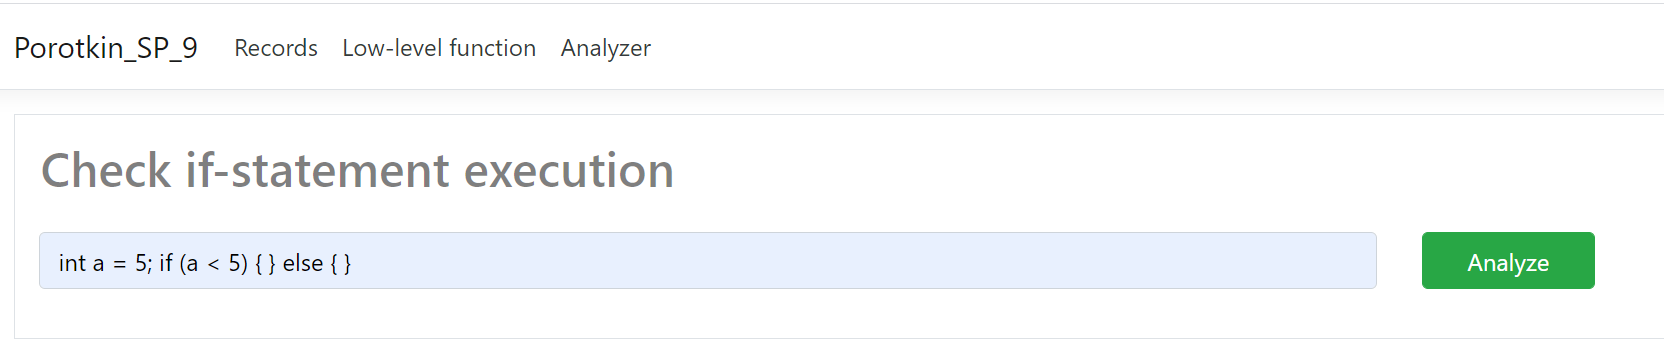 Porotkin_SP_9 Records Low-level function Analyzer
Check if-statement execution
int a = 5; if (a < 5) { } else { } Analyze